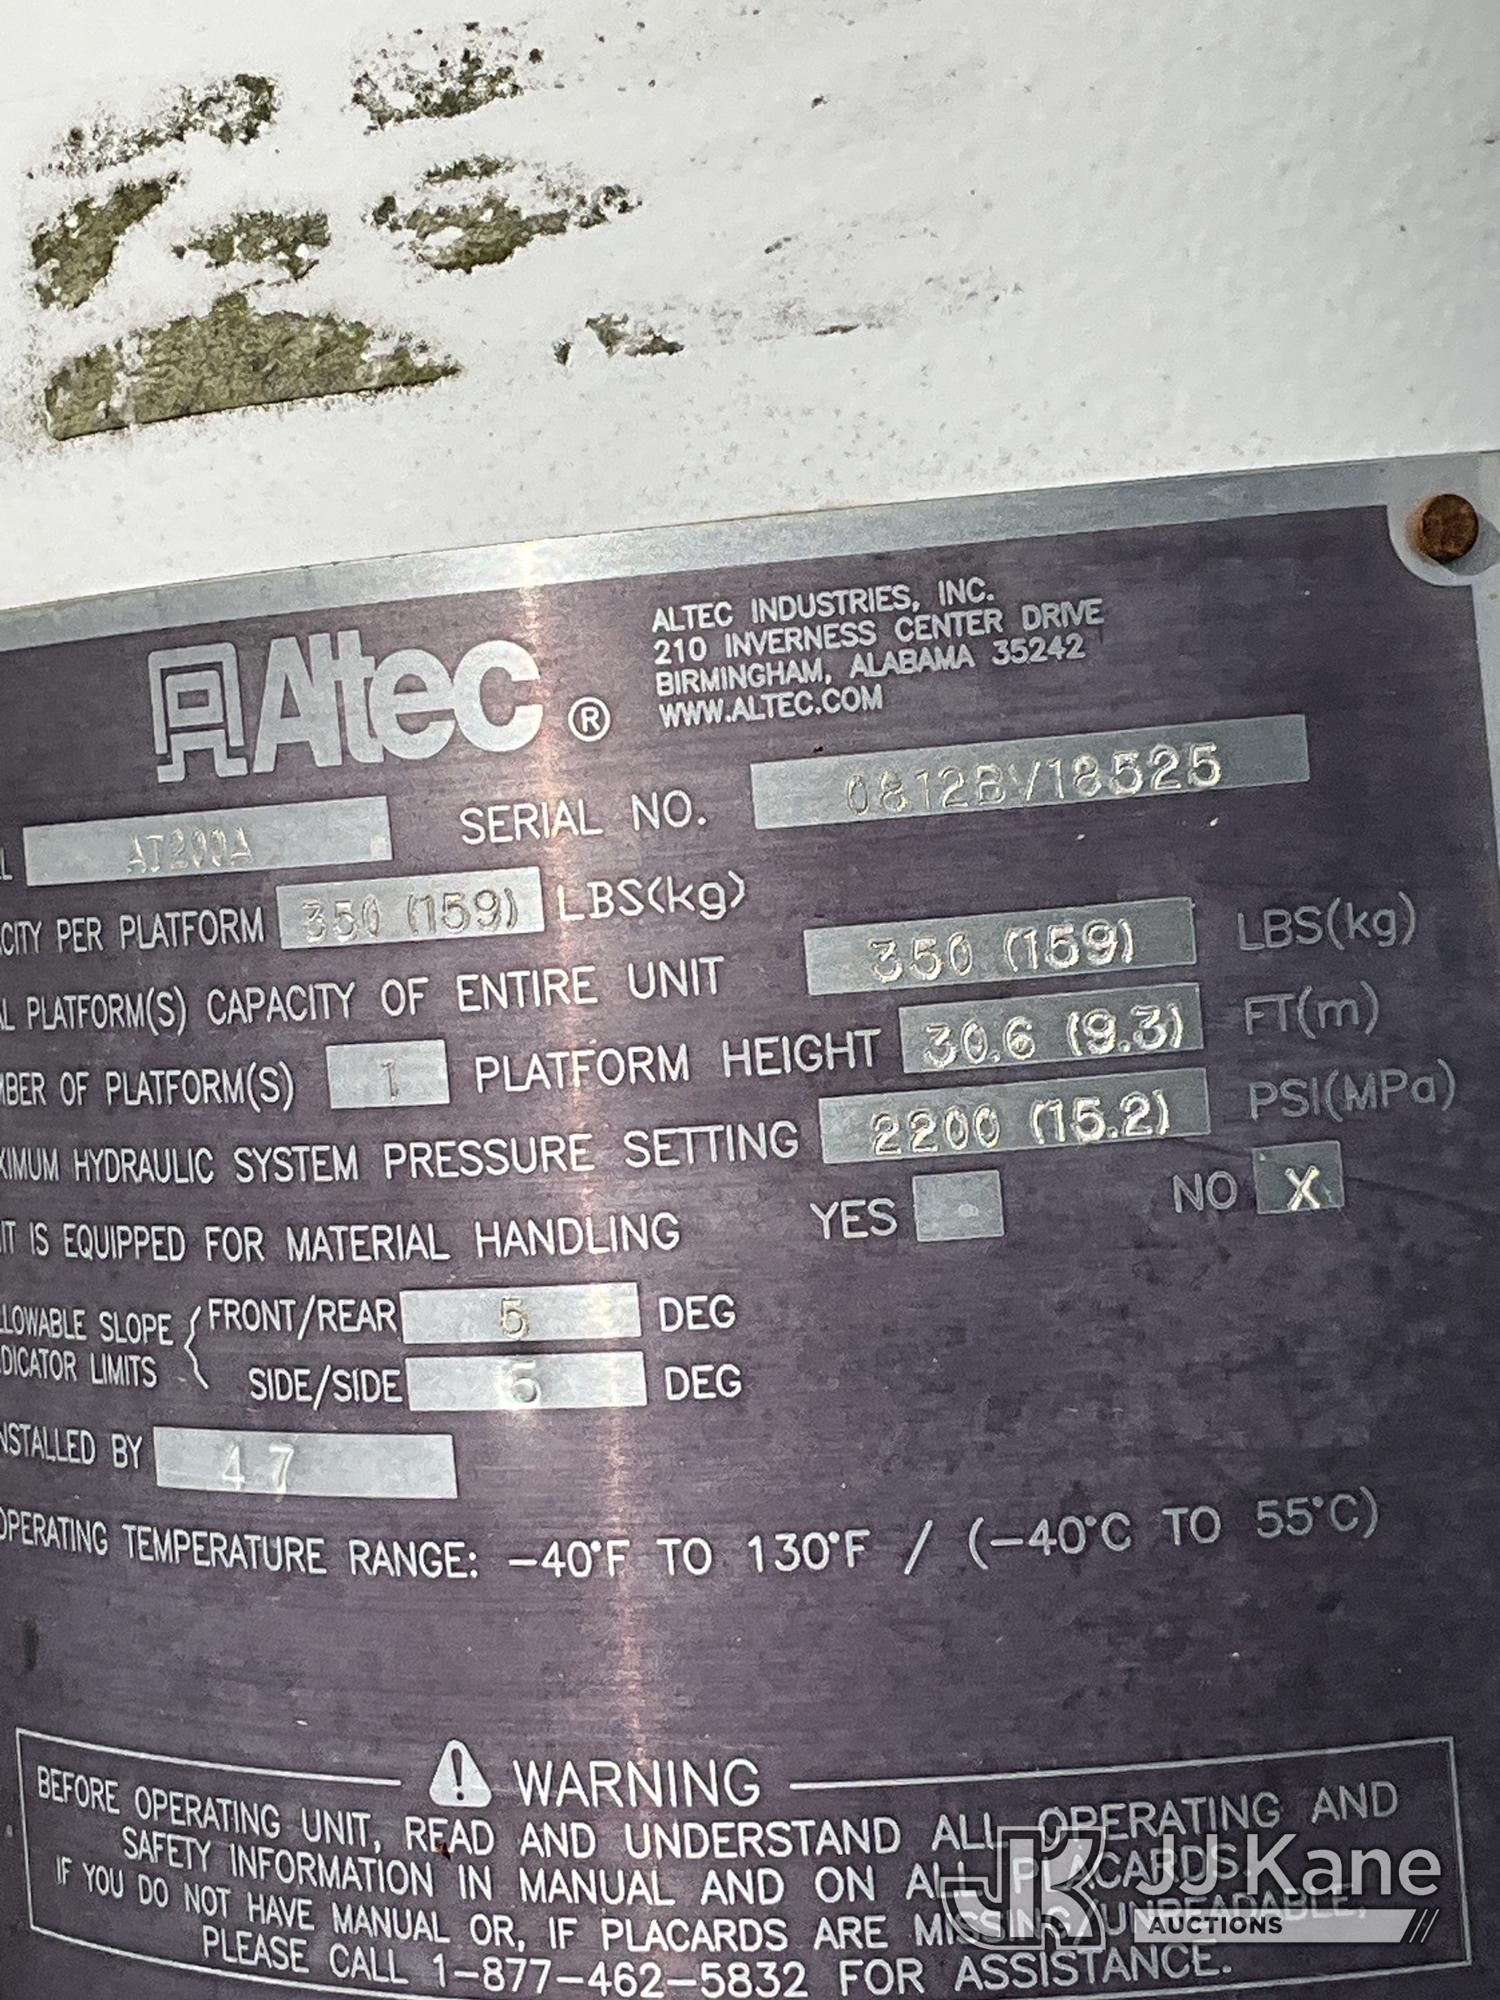 Altec ®
ALTEC INDUSTRIES, INC.
210 INVERNESS CENTER DRIVE
BIRMINGHAM, ALABAMA 35242
WWW.ALTEC.COM
L AT200A SERIAL NO. 0812BV18525
CITY PER PLATFORM 350 (159) LBS(kg)
AL PLATFORM(S) CAPACITY OF ENTIRE UNIT 350 (159) LBS(kg)
MBER OF PLATFORM(S) 1 PLATFORM HEIGHT 30.6 (9.3) FT(m)
XIMUM HYDRAULIC SYSTEM PRESSURE SETTING 2200 (15.2) PSI(MPa)
IT IS EQUIPPED FOR MATERIAL HANDLING YES NO X
LLOWABLE SLOPE FRONT/REAR 5 DEG
DICATOR LIMITS SIDE/SIDE 5 DEG
NSTALLED BY 47
OPERATING TEMPERATURE RANGE: -40°F TO 130°F / (-40°C TO 55°C)
WARNING
BEFORE OPERATING UNIT, READ AND UNDERSTAND ALL OPERATING AND
SAFETY INFORMATION IN MANUAL AND ON ALL PLACARDS.
IF YOU DO NOT HAVE MANUAL OR, IF PLACARDS ARE MISSING/UNREADABLE,
PLEASE CALL 1-877-462-5832 FOR ASSISTANCE.
JK JJ Kane
AUCTIONS